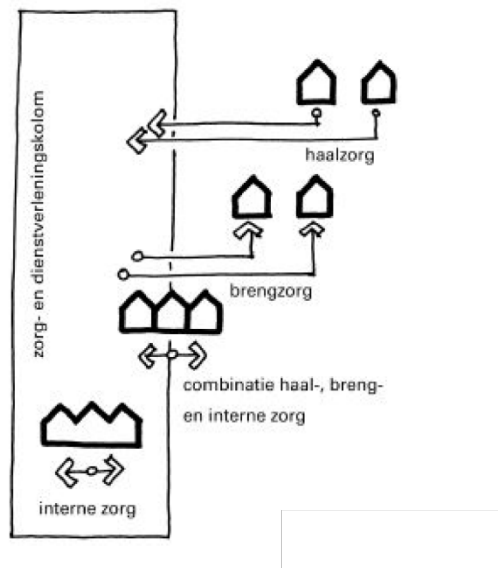 zorg- en dienstverleningskolom
haalzorg
brengzorg
combinatie haal-, breng-
en interne zorg
interne zorg